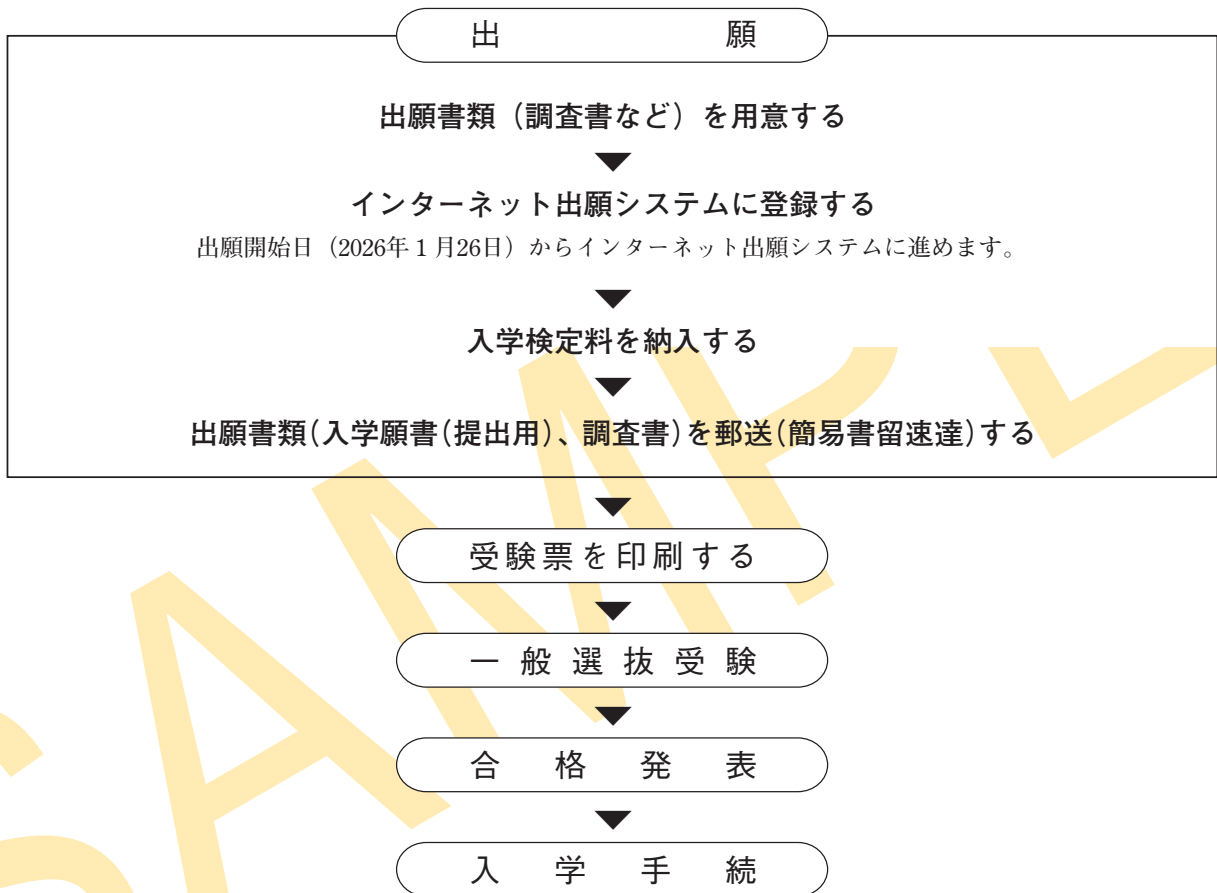 出願
出願書類（調査書など）を用意する
インターネット出願システムに登録する
出願開始日（2026年１月26日）からインターネット出願システムに進めます。
入学検定料を納入する
出願書類（入学願書（提出用）、調査書）を郵送（簡易書留速達）する
受験票を印刷する
一般選抜受験
合格発表
入学手続
SAMPL